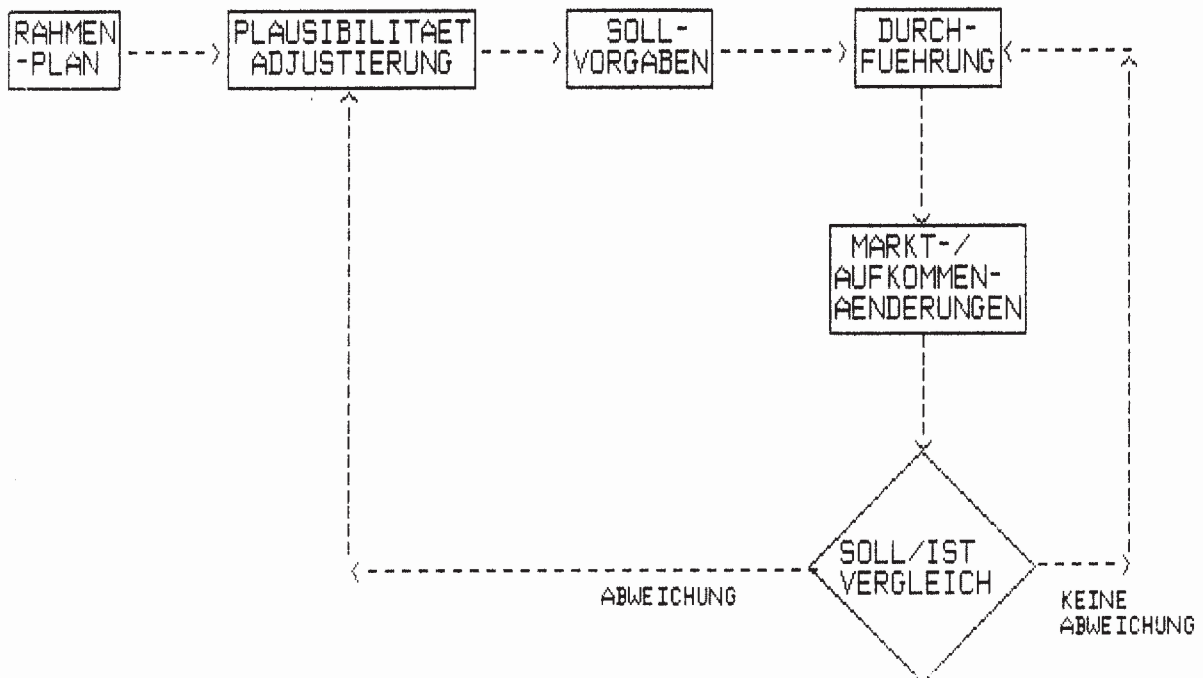 RAHMEN
-PLAN
PLAUSIBILITAET
ADJUSTIERUNG
SOLL-
VORGABEN
DURCH-
FUEHRUNG
MARKT-/
AUFKOMMEN-
AENDERUNGEN
SOLL/IST
VERGLEICH
ABWEICHUNG
KEINE
ABWEICHUNG